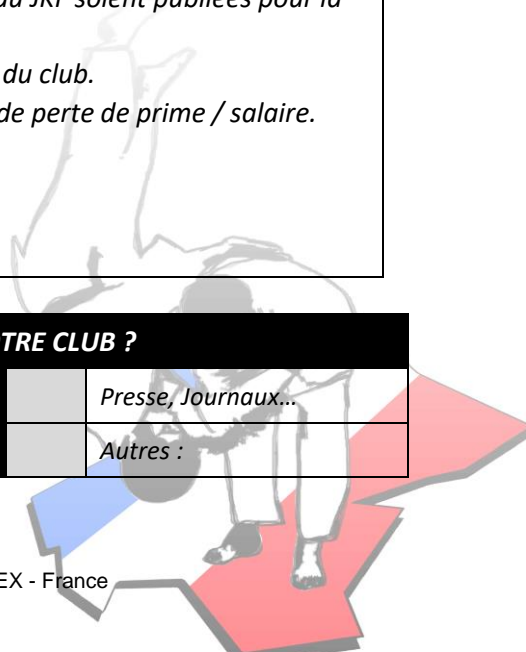 au JKF soient publiées pour la
du club.
de perte de prime / salaire.
TRE CLUB ?
Presse, Journaux...
Autres :
EX - France